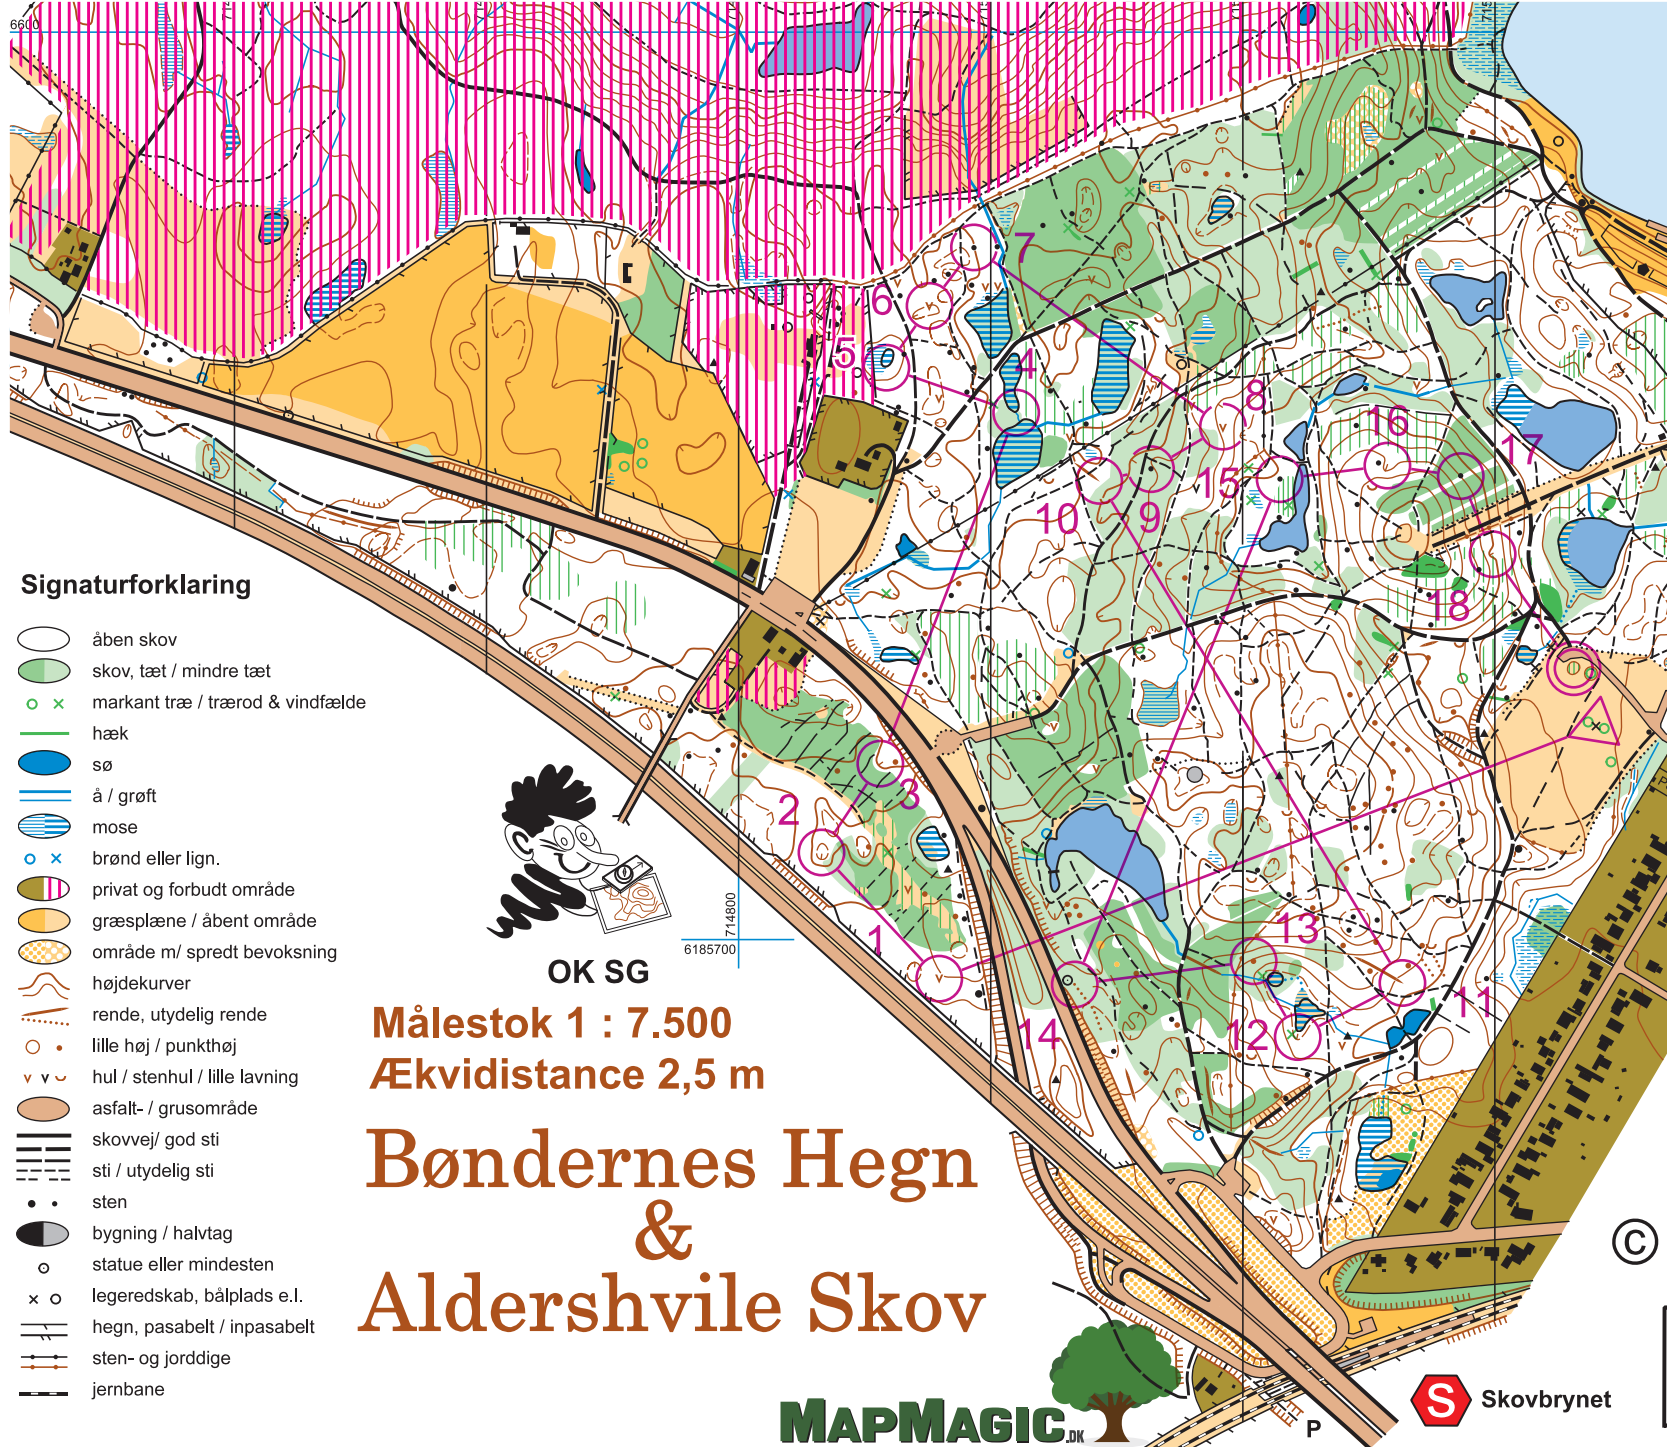 6600
7
6
5
4
8
16
17
15
10
9
18
Signaturforklaring
åben skov
skov, tæt / mindre tæt
markant træ / trærod & vindfælde
hæk
sø
å / grøft
mose
brønd eller lign.
privat og forbudt område
græsplæne / åbent område
område m/ spredt bevoksning
højdekurver
rende, utydelig rende
lille høj / punkthøj
hul / stenhul / lille lavning
asfalt- / grusområde
skovvej/ god sti
sti / utydelig sti
sten
bygning / halvtag
statue eller mindesten
legeredskab, bålplads e.l.
hegn, pasabelt / inpasabelt
sten- og jorddige
jernbane
2
3
1
13
11
12
14
714800
6185700
OK SG
Målestok 1 : 7.500
Ækvidistance 2,5 m
Bøndernes Hegn
&
Aldershvile Skov
MAPMAGIC.DK
P
P
©
S Skovbrynet